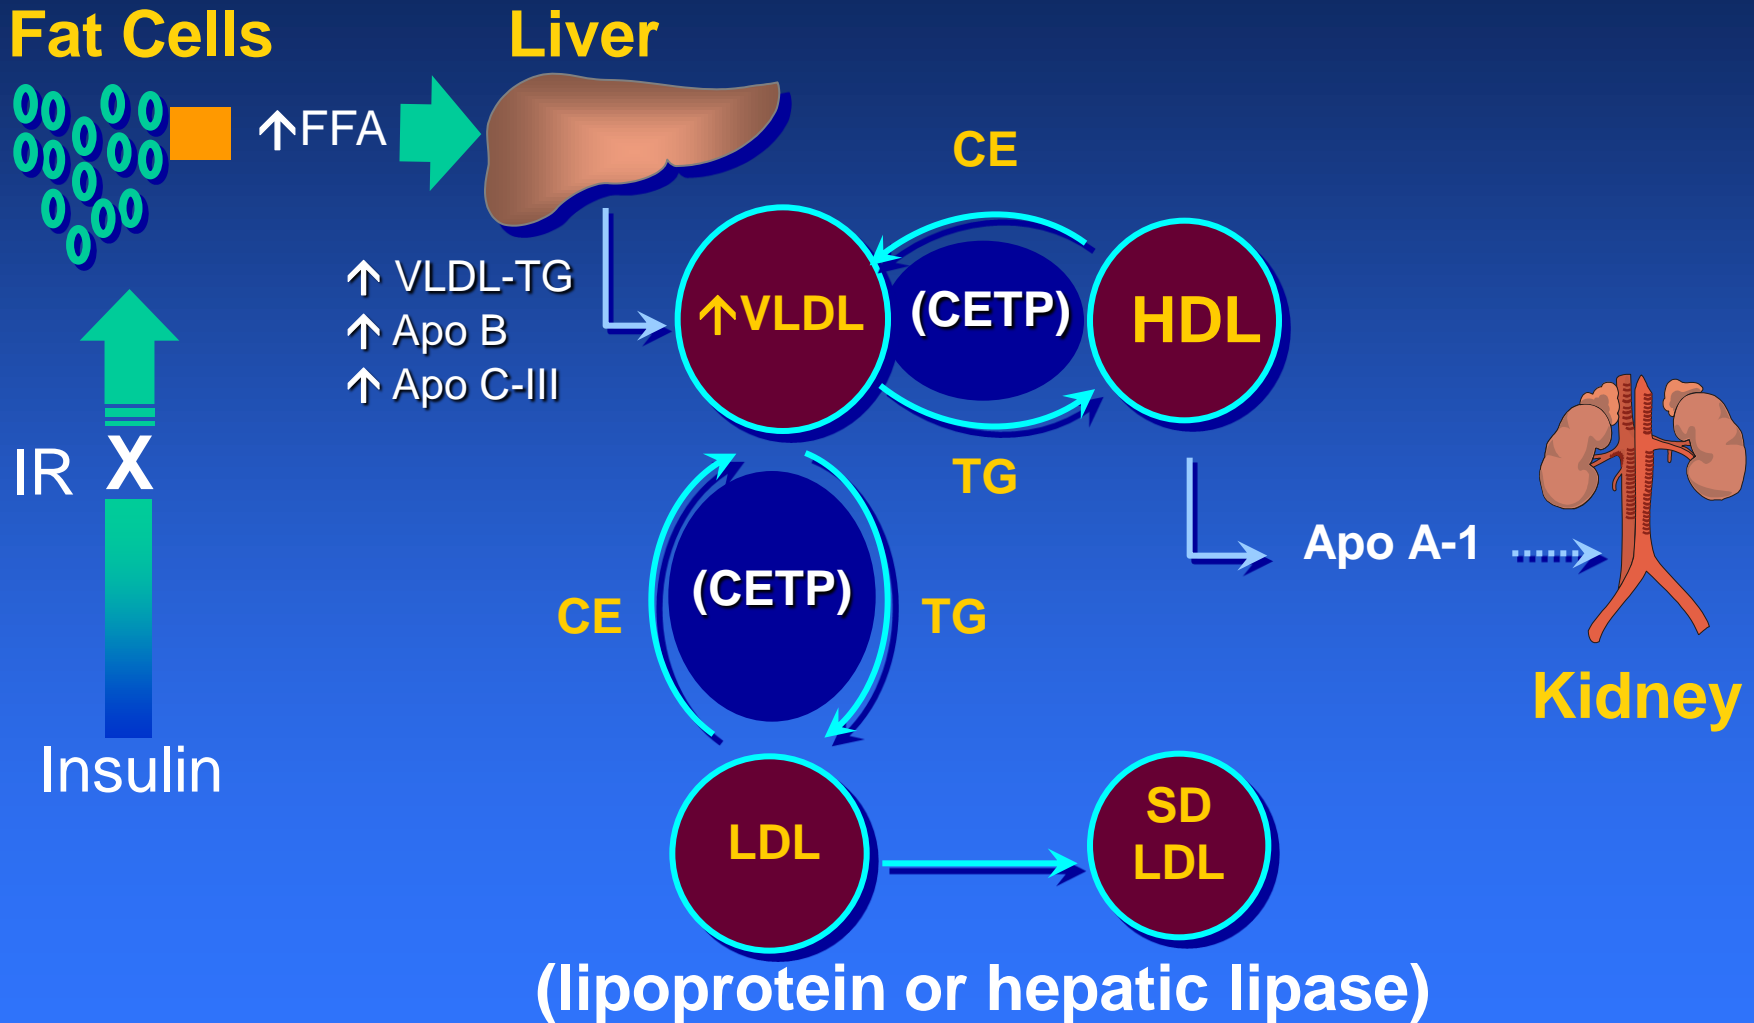 Fat Cells
Liver
↑FFA
CE
↑ VLDL-TG
↑ Apo B
↑ Apo C-III
↑VLDL
(CETP)
HDL
TG
IR X
Apo A-1
(CETP)
CE
TG
Kidney
Insulin
LDL
SD
LDL
(lipoprotein or hepatic lipase)